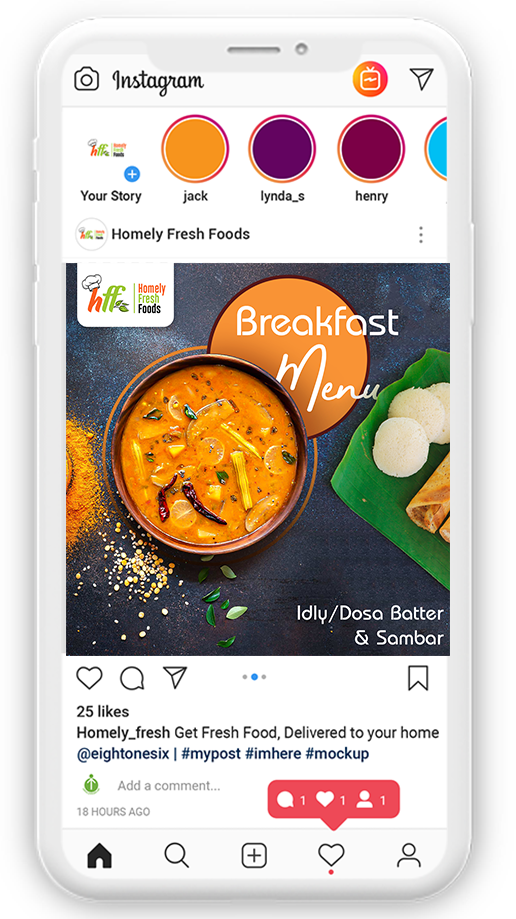 Instagram
hff Homely
Fresh
Foods
Your Story
jack
lynda_s
henry
hff Homely Fresh Foods
hff Homely
Fresh
Foods
Breakfast
Menu
Idly/Dosa Batter
& Sambar
25 likes
Homely_fresh Get Fresh Food, Delivered to your home
@eightonesix | #mypost #imhere #mockup
Add a comment...
1 1 1
18 HOURS AGO